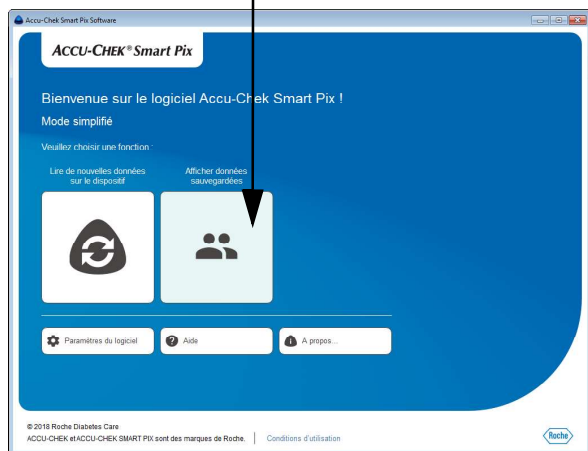 Accu-Chek Smart Pix Software
ACCU-CHEK® Smart Pix
Bienvenue sur le logiciel Accu-Chek Smart Pix !
Mode simplifié
Veuillez choisir une fonction :
Lire de nouvelles données
sur le dispositif
Afficher données
sauvegardées
Paramètres du logiciel
Aide
A propos...
© 2018 Roche Diabetes Care
ACCU-CHEK et ACCU-CHEK SMART PIX sont des marques de Roche.
Conditions d'utilisation
Roche